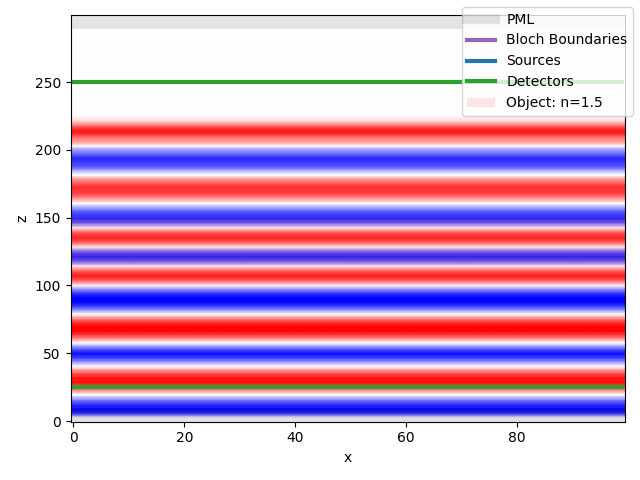 PML
Bloch Boundaries
Sources
Detectors
Object: n=1.5
250
200
150
100
50
0
z
0 20 40 60 80
x